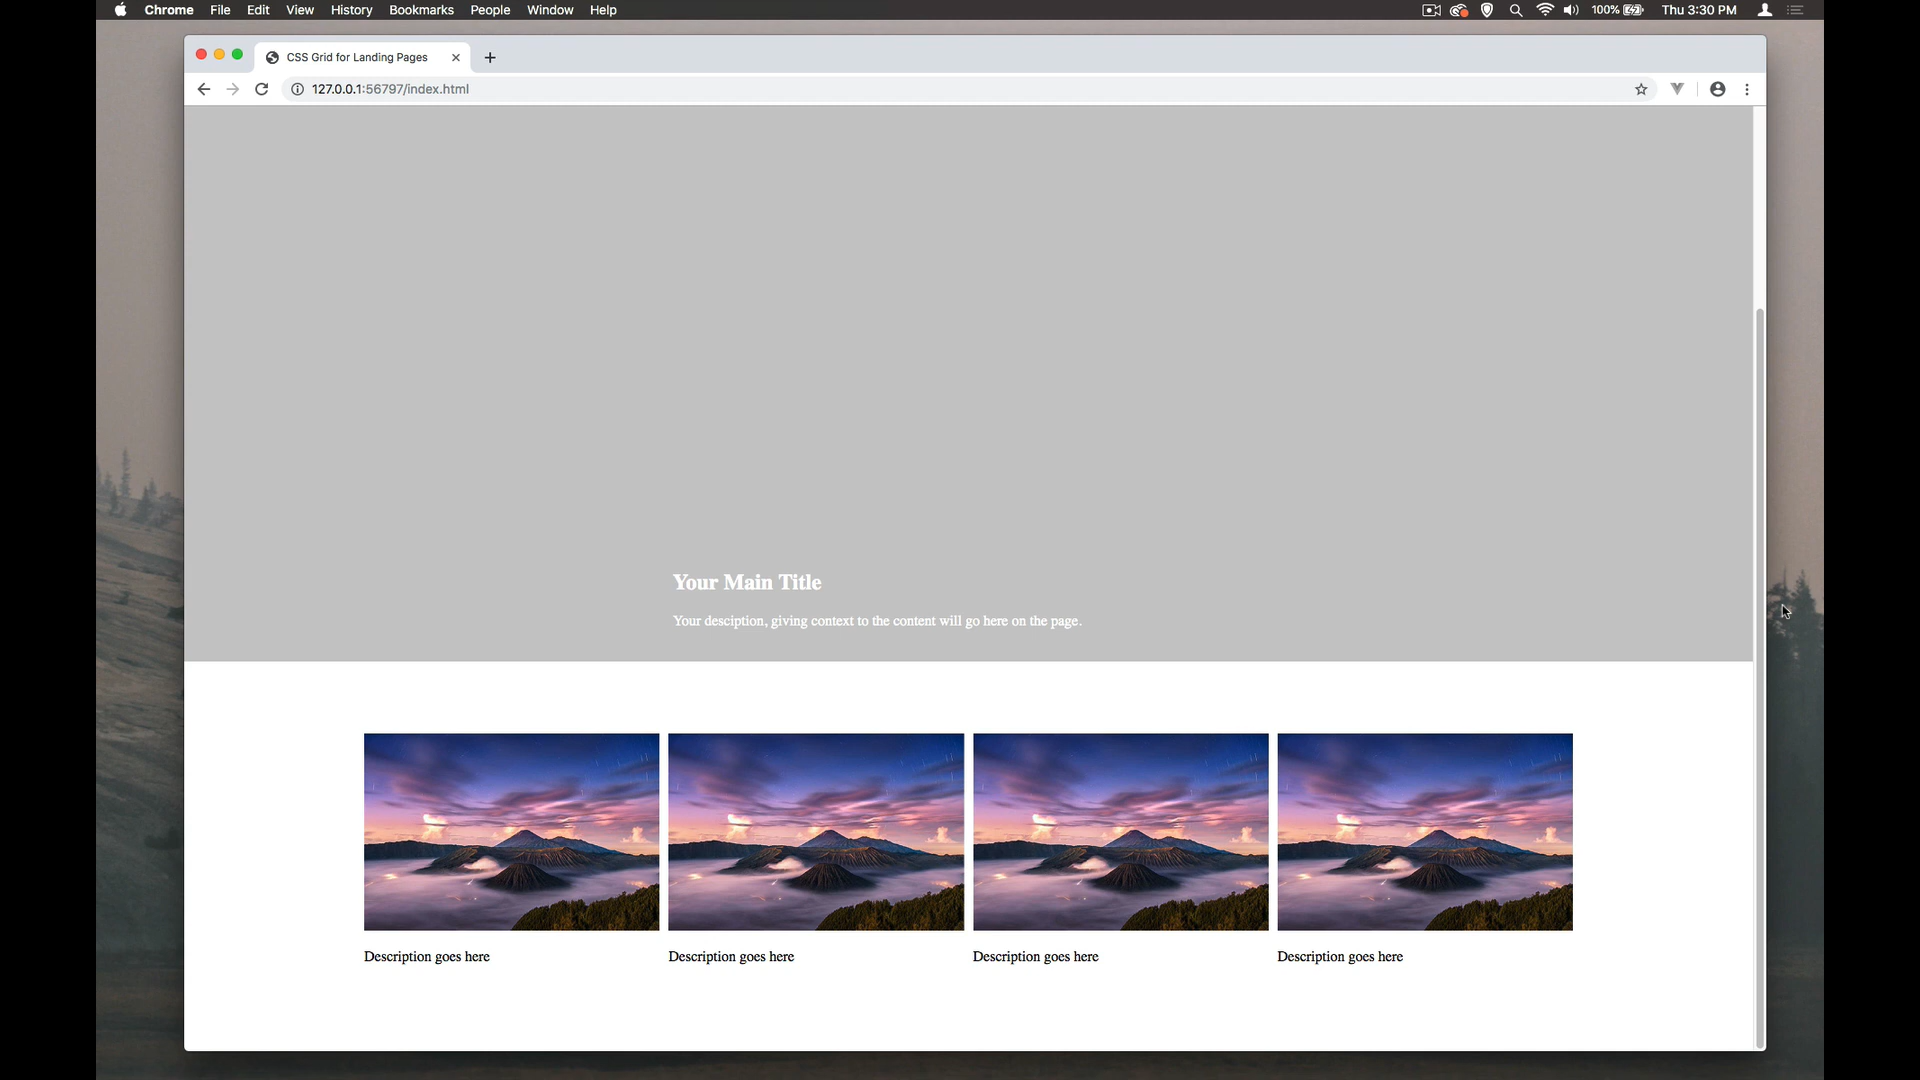 Chrome File Edit View History Bookmarks People Window Help 100% Thu 3:30 PM
CSS Grid for Landing Pages
127.0.0.1:56797/index.html
Your Main Title
Your desciption, giving context to the content will go here on the page.
Description goes here Description goes here Description goes here Description goes here